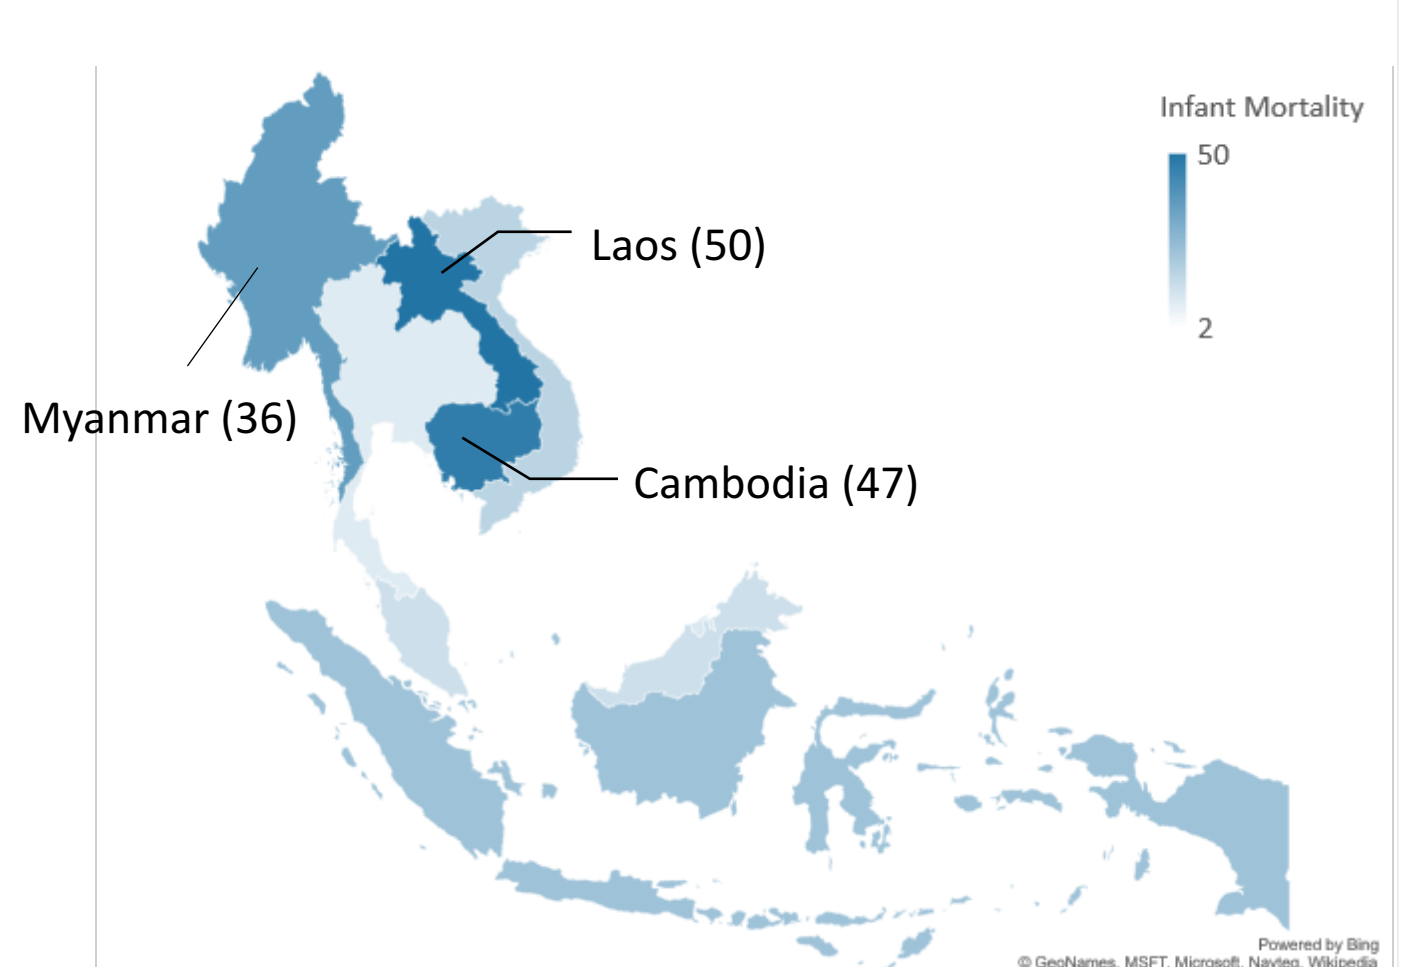 Infant Mortality
50
2
Laos (50)
Myanmar (36)
Cambodia (47)
Powered by Bing
© GeoNames, MSFT, Microsoft, Navteq, Wikipedia